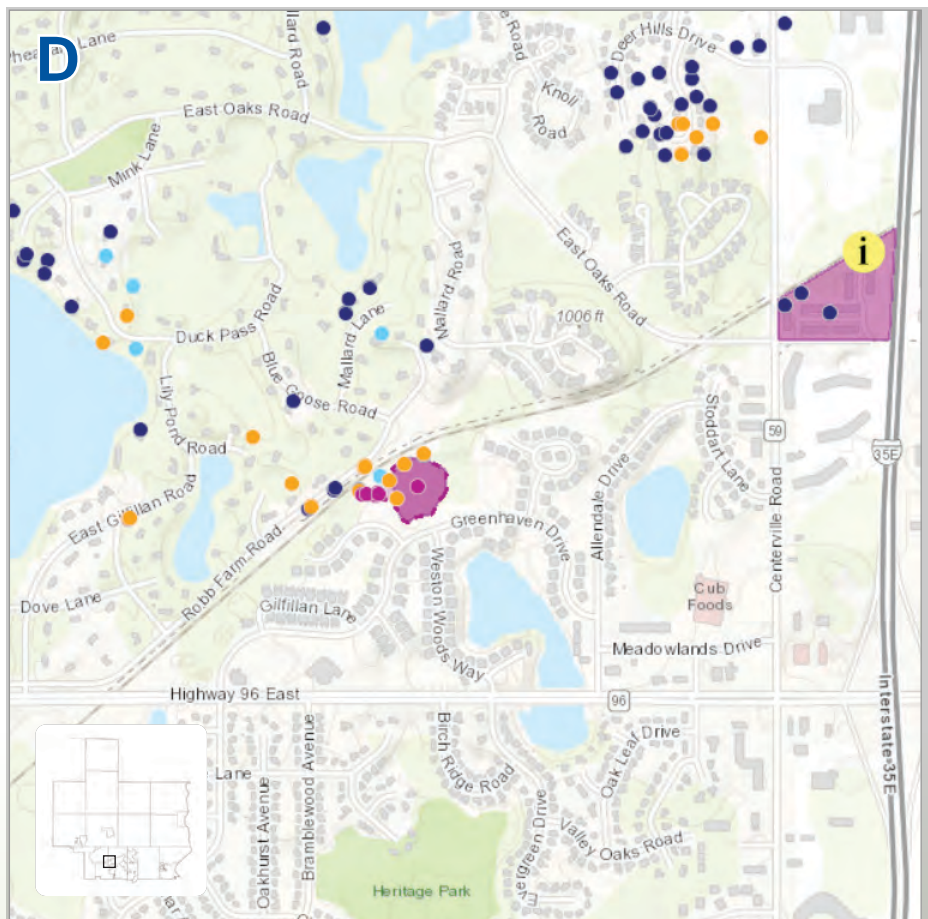 D
Lane
llard Road
e Road
Deer Hills Drive
Knoll
Road
East Oaks Road
Mink Lane
i
East Oaks Road
Mallard Road
1006 ft
Duck Pass Road
Mallard Lane
Blue Goose Road
Lily Pond Road
Stoddart Lane
59
35E
East Gilfillan Road
Greenhaven Drive
Allendale Drive
Centerville Road
Robb Farm Road
Weston Woods Way
Cub
Foods
Dove Lane
Gilfillan Lane
Meadowlands Drive
Highway 96 East
96
Interstate 35E
Birch Ridge Road
Oak Leaf Drive
Lane
Oakhurst Avenue
Bramblewood Avenue
Evergreen Drive
Valley Oaks Road
Heritage Park